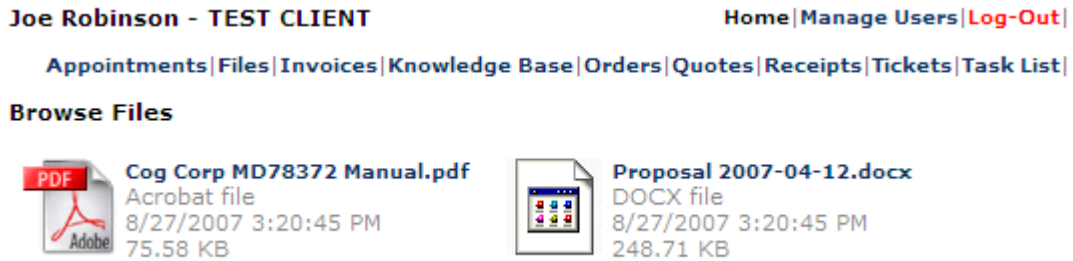 Joe Robinson - TEST CLIENT
Home|Manage Users|Log-Out|
Appointments|Files|Invoices|Knowledge Base|Orders|Quotes|Receipts|Tickets|Task List|
Browse Files
PDF
Adobe
Cog Corp MD78372 Manual.pdf
Acrobat file
8/27/2007 3:20:45 PM
75.58 KB
Proposal 2007-04-12.docx
DOCX file
8/27/2007 3:20:45 PM
248.71 KB